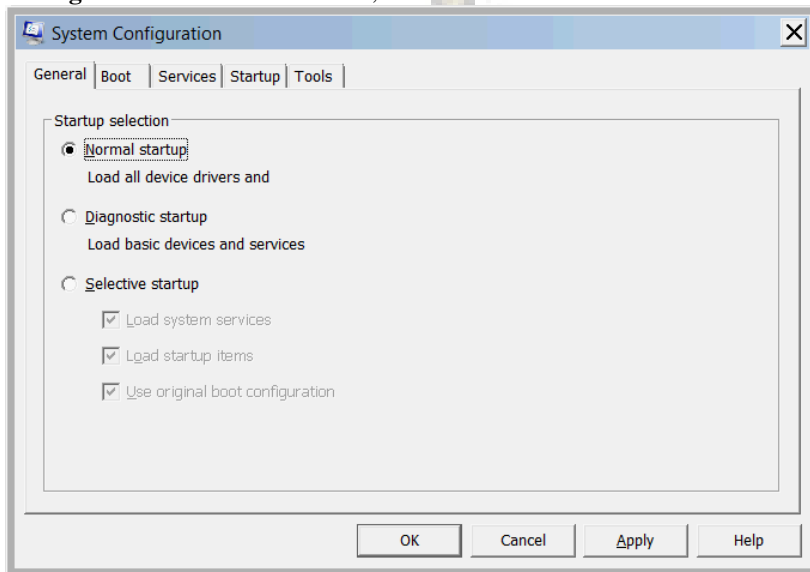 System Configuration
General Boot Services Startup Tools
Startup selection
Normal startup
Load all device drivers and
Diagnostic startup
Load basic devices and services
Selective startup
Load system services
Load startup items
Use original boot configuration
OK Cancel Apply Help